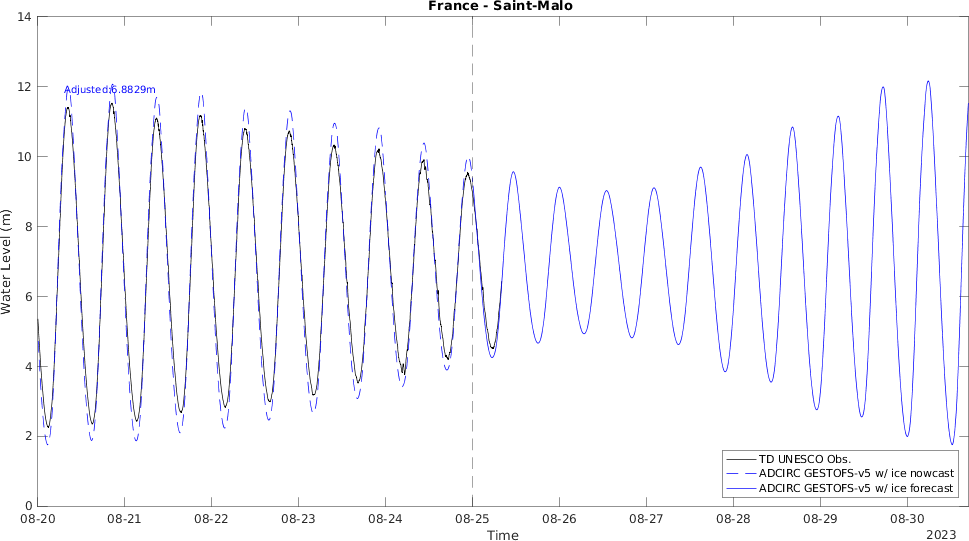 France - Saint-Malo
14
12
10
8
6
4
2
0
Water Level (m)
Adjusted:6.8829m
TD UNESCO Obs.
ADCIRC GESTOFS-v5 w/ ice nowcast
ADCIRC GESTOFS-v5 w/ ice forecast
08-20 08-21 08-22 08-23 08-24 08-25 08-26 08-27 08-28 08-29 08-30
Time
2023